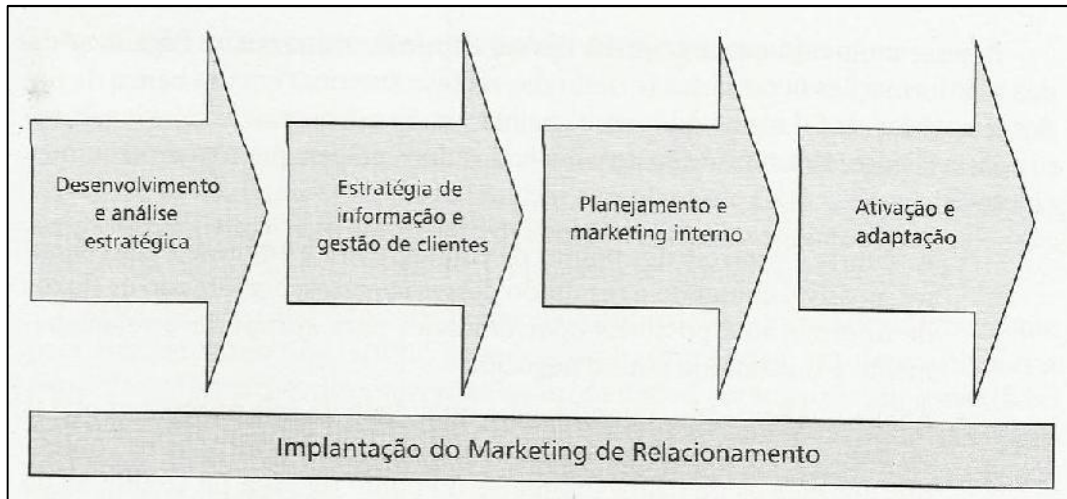 Desenvolvimento
e análise
estratégica
Estratégia de
informação e
gestão de clientes
Planejamento e
marketing interno
Ativação e
adaptação
Implantação do Marketing de Relacionamento